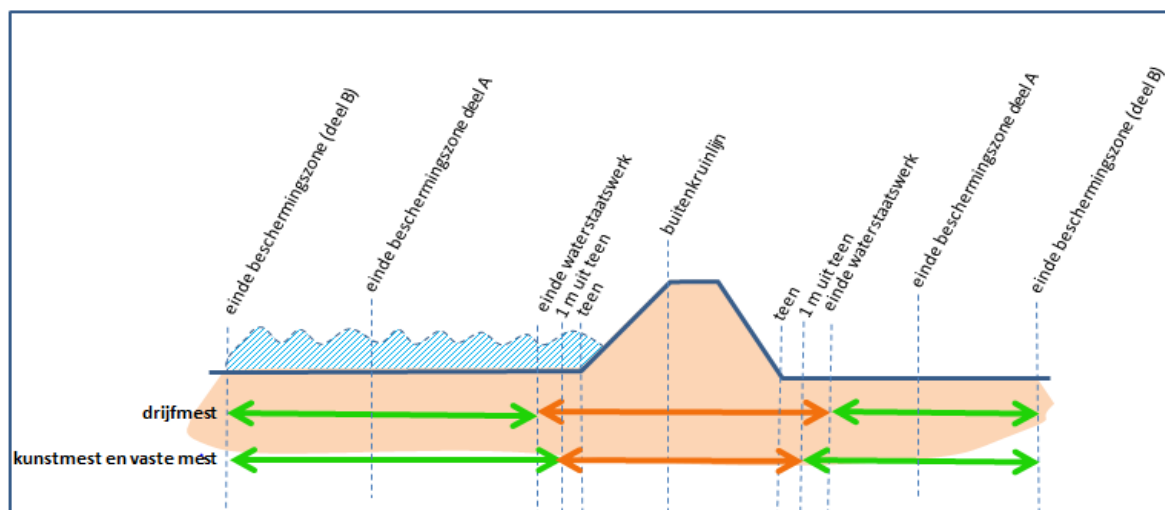 einde beschermingszone (deel B)
einde beschermingszone deel A
einde waterstaatswerk
1 m uit teen
teen
buitenkruinlijn
teen
1 m uit teen
einde waterstaatswerk
einde beschermingszone deel A
einde beschermingszone (deel B)
drijfmest
kunstmest en vaste mest